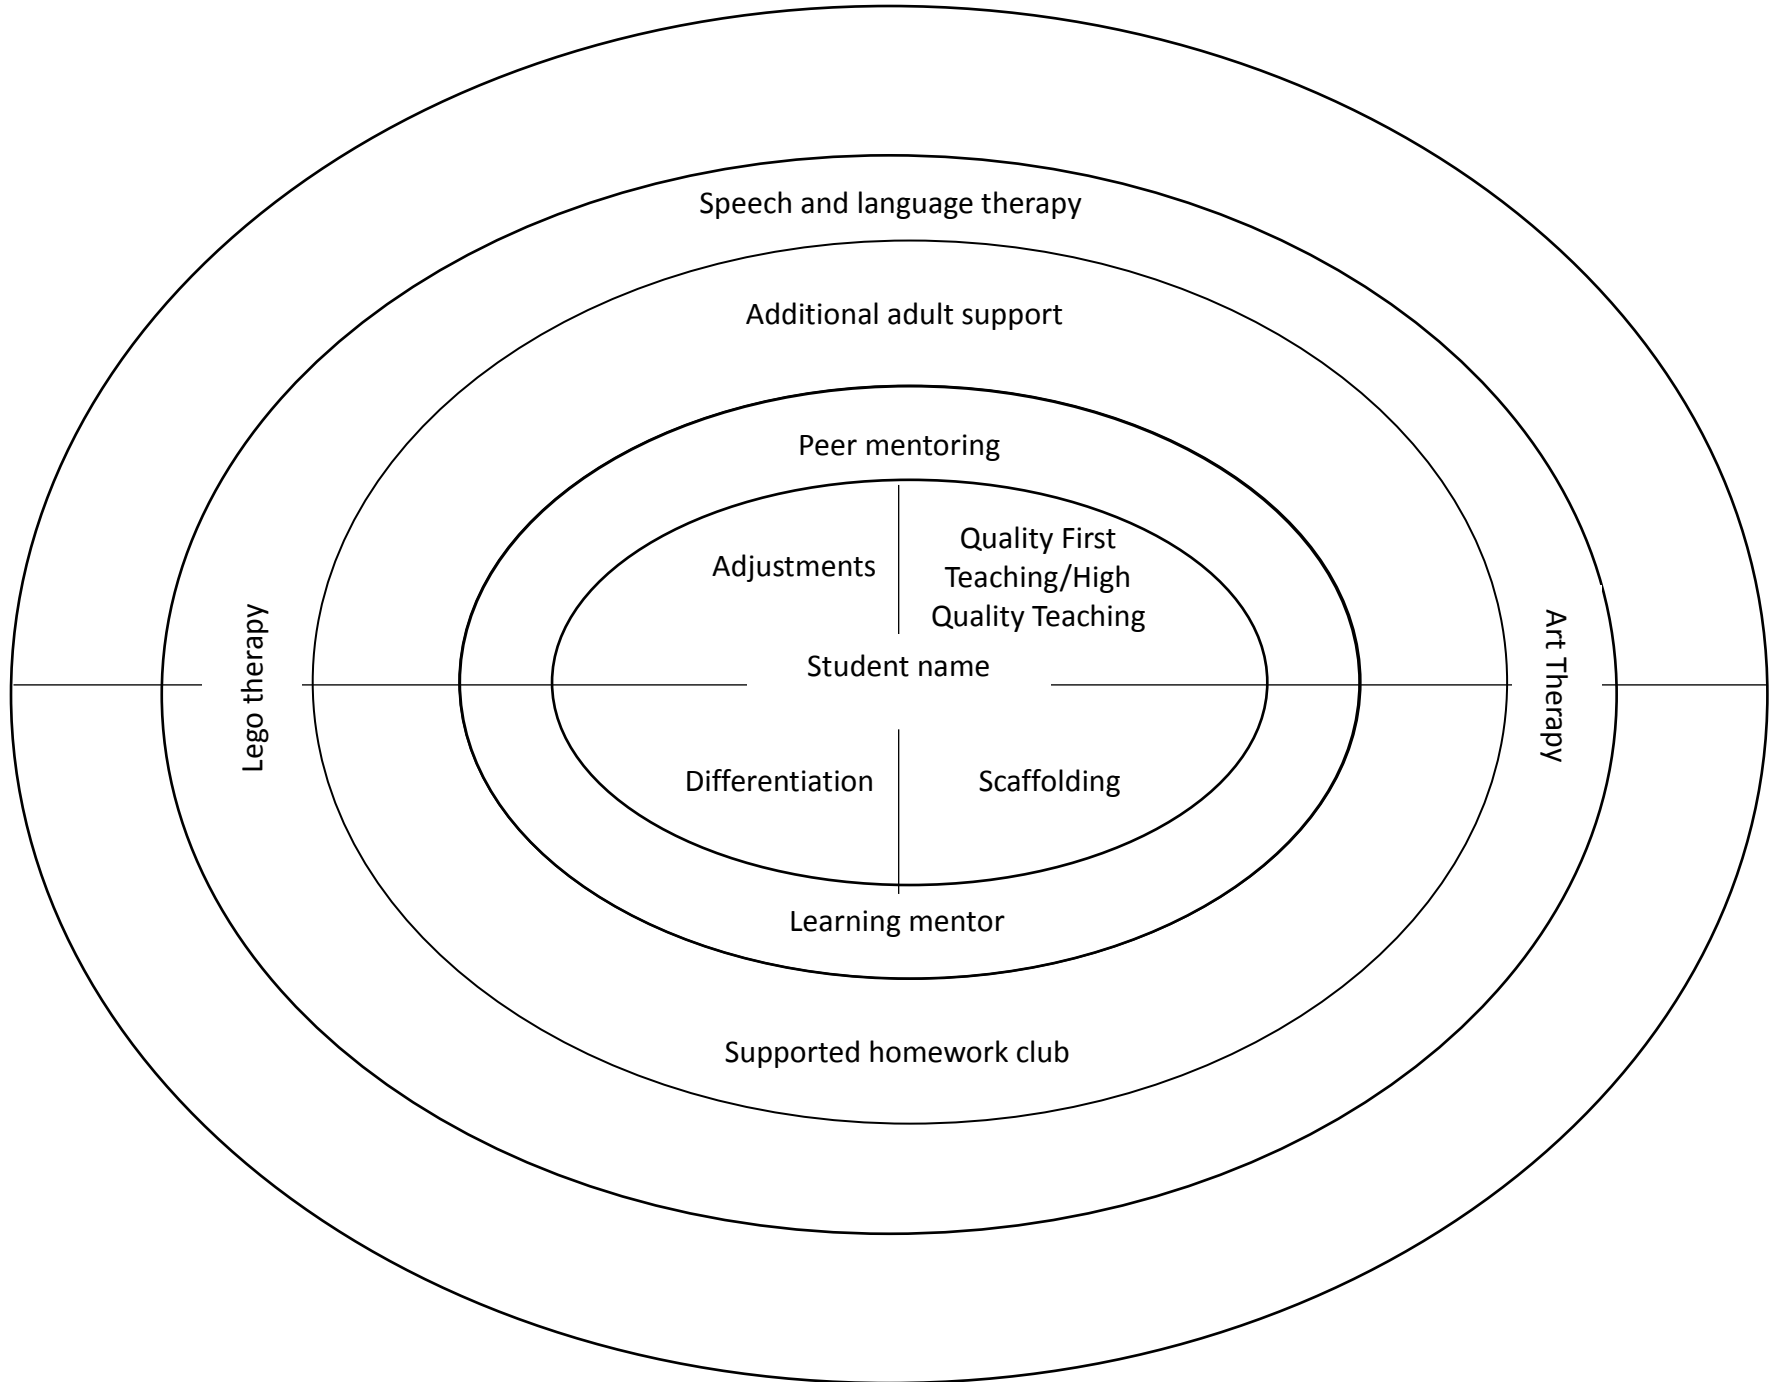 Speech and language therapy
Additional adult support
Peer mentoring
Adjustments
Quality First
Teaching/High
Quality Teaching
Lego therapy
Student name
Art Therapy
Differentiation
Scaffolding
Learning mentor
Supported homework club